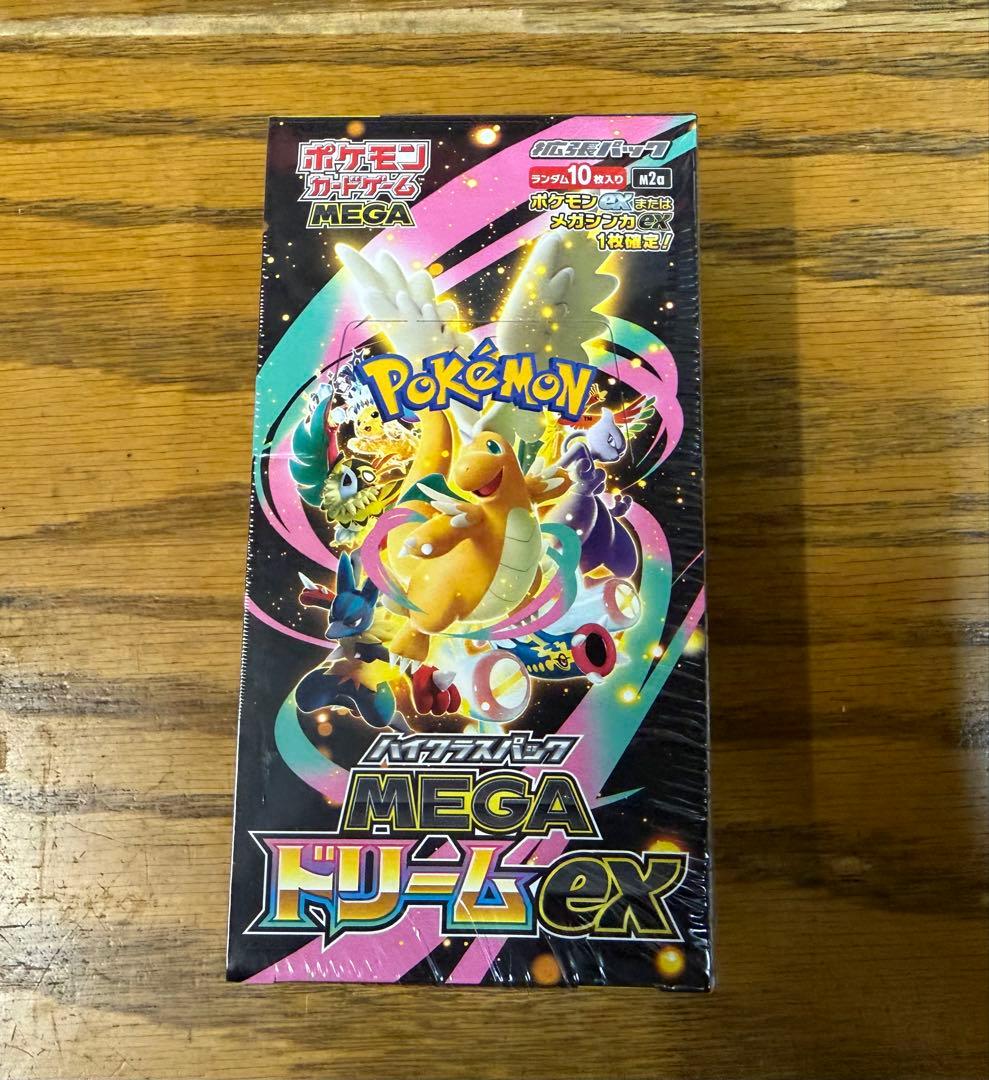 ポケモン
カードゲーム
MEGA
拡張パック
ランダム10枚入り M2a
ポケモンexまたは
メガシンカex
1枚確定!
POKéMON
TM
ハイクラスパック
MEGA
ドリームex